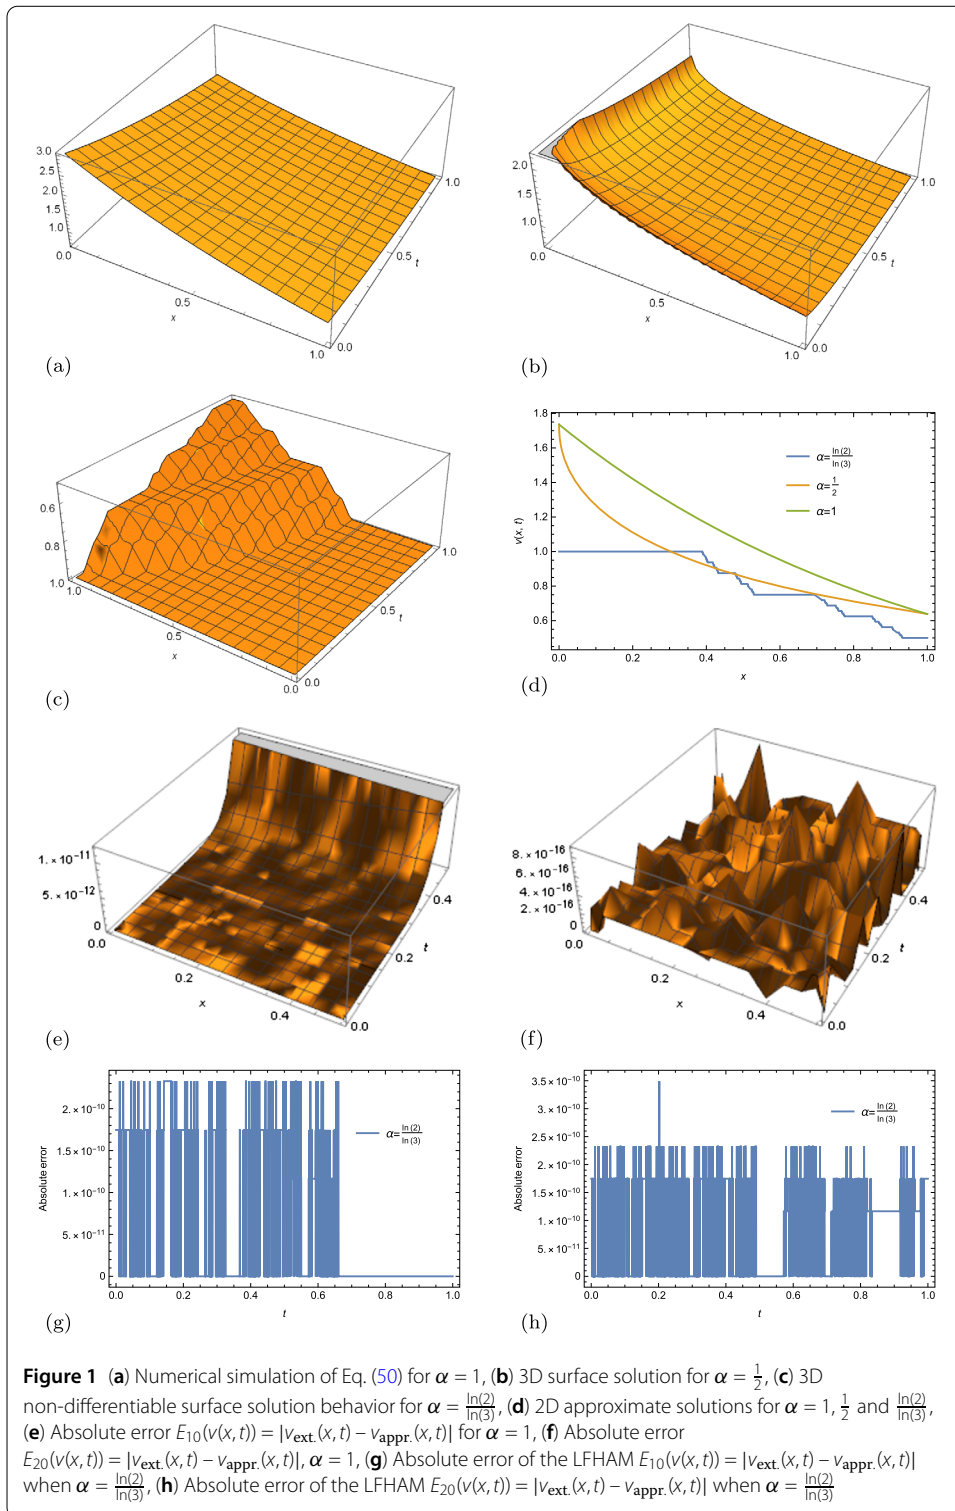 3.0
2.5
2.0
1.5
1.0
0.0
0.5
x
1.0
0.0
0.5
t
1.0
(a)
2.0
1.5
1.0
0.0
0.5
x
1.0
0.0
0.5
t
1.0
(b)
0.6
0.8
1.0
1.0
0.5
x
0.0
0.0
0.5
t
1.0
(c)
1.8
1.6
1.4
1.2
1.0
0.8
0.6
v(x, t)
α=ln(2)/ln(3)
α=1/2
α=1
0.0 0.2 0.4 0.6 0.8 1.0
x
(d)
1.×10⁻¹¹
5.×10⁻¹²
0
0.0
0.2
x
0.4
0.0
0.2
t
0.4
(e)
8.×10⁻¹⁶
6.×10⁻¹⁶
4.×10⁻¹⁶
2.×10⁻¹⁶
0
0.0
0.2
x
0.4
0.0
0.2
t
0.4
(f)
2.×10⁻¹⁰
1.5×10⁻¹⁰
1.×10⁻¹⁰
5.×10⁻¹¹
0
Absolute error
α=ln(2)/ln(3)
0.0 0.2 0.4 0.6 0.8 1.0
t
(g)
3.5×10⁻¹⁰
3.×10⁻¹⁰
2.5×10⁻¹⁰
2.×10⁻¹⁰
1.5×10⁻¹⁰
1.×10⁻¹⁰
5.×10⁻¹¹
0
Absolute error
α=ln(2)/ln(3)
0.0 0.2 0.4 0.6 0.8 1.0
t
(h)
Figure 1 (a) Numerical simulation of Eq. (50) for α = 1, (b) 3D surface solution for α = 1/2, (c) 3D
non-differentiable surface solution behavior for α = ln(2)/ln(3), (d) 2D approximate solutions for α = 1, 1/2 and ln(2)/ln(3),
(e) Absolute error E₁₀(v(x, t)) = |vₑₓₜ.(x, t) – vₐₚₚᵣ.(x, t)| for α = 1, (f) Absolute error
E₂₀(v(x, t)) = |vₑₓₜ.(x, t) – vₐₚₚᵣ.(x, t)|, α = 1, (g) Absolute error of the LFHAM E₁₀(v(x, t)) = |vₑₓₜ.(x, t) – vₐₚₚᵣ.(x, t)|
when α = ln(2)/ln(3), (h) Absolute error of the LFHAM E₂₀(v(x, t)) = |vₑₓₜ.(x, t) – vₐₚₚᵣ.(x, t)| when α = ln(2)/ln(3)